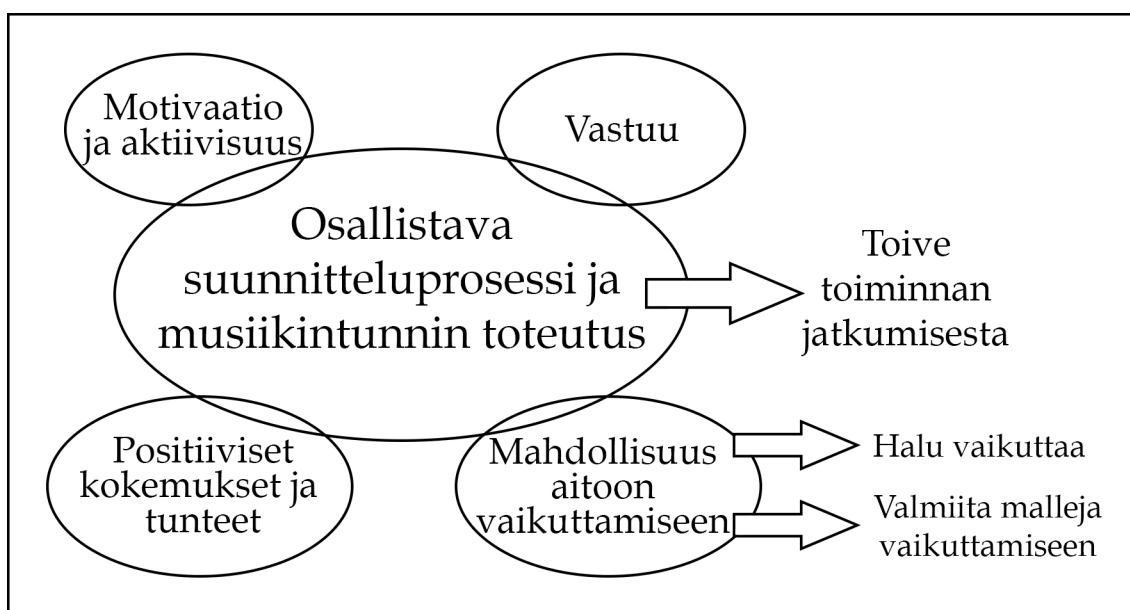 Motivaatio
ja aktiivisuus
Vastuu
Osallistava
suunnitteluprosessi ja
musiikintunnin toteutus
Toive
toiminnan
jatkumisesta
Positiiviset
kokemukset ja
tunteet
Mahdollisuus
aitoon
vaikuttamiseen
Halu vaikuttaa
Valmiita malleja
vaikuttamiseen